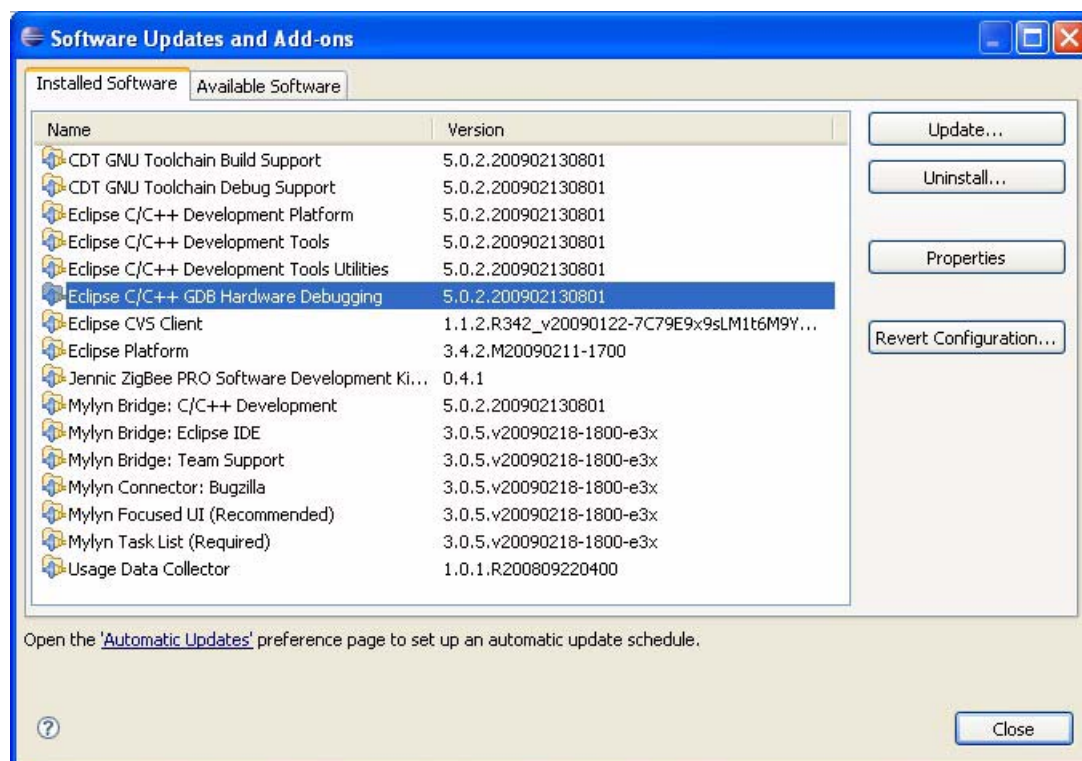 Software Updates and Add-ons
Installed Software Available Software
Name Version
CDT GNU Toolchain Build Support 5.0.2.200902130801
CDT GNU Toolchain Debug Support 5.0.2.200902130801
Eclipse C/C++ Development Platform 5.0.2.200902130801
Eclipse C/C++ Development Tools 5.0.2.200902130801
Eclipse C/C++ Development Tools Utilities 5.0.2.200902130801
Eclipse C/C++ GDB Hardware Debugging 5.0.2.200902130801
Eclipse CVS Client 1.1.2.R342_v20090122-7C79E9x9sLM1t6M9Y...
Eclipse Platform 3.4.2.M20090211-1700
Jennic ZigBee PRO Software Development Ki... 0.4.1
Mylyn Bridge: C/C++ Development 5.0.2.200902130801
Mylyn Bridge: Eclipse IDE 3.0.5.v20090218-1800-e3x
Mylyn Bridge: Team Support 3.0.5.v20090218-1800-e3x
Mylyn Connector: Bugzilla 3.0.5.v20090218-1800-e3x
Mylyn Focused UI (Recommended) 3.0.5.v20090218-1800-e3x
Mylyn Task List (Required) 3.0.5.v20090218-1800-e3x
Usage Data Collector 1.0.1.R200809220400
Update...
Uninstall...
Properties
Revert Configuration...
Open the 'Automatic Updates' preference page to set up an automatic update schedule.
?
Close